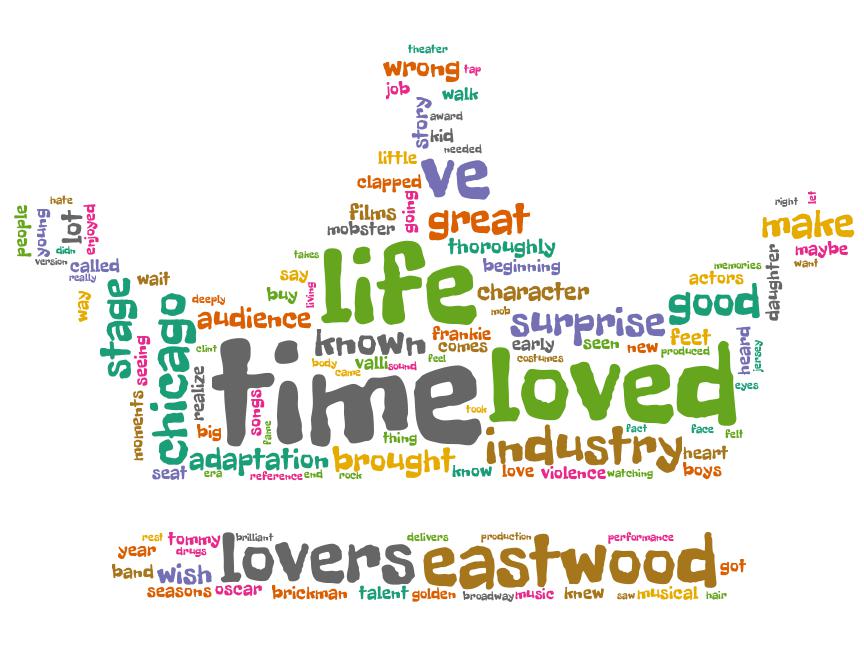 theater
wrong tap
job walk
story award
kid
needed
little ve
clapped going
films great
mobster
people young hate lot enjoyed
didn
version called
really
way wait
right let
make
maybe
want
daughter
thoroughly
takes life beginning memories
say actors
buy living character good
deeply mob
stage audience surprise
chicago known frankie early seen feet heard
seeing clint comes new produced jersey
body valli sound feel costumes
came
realize time loved eyes
moments songs took
fame
big thing industry fact face felt
adaptation brought heart
seat era reference end rock know love violence watching boys
rest tommy brilliant delivers production performance
year drugs lovers eastwood got
band wish
seasons oscar brickman talent golden broadway music knew saw musical hair